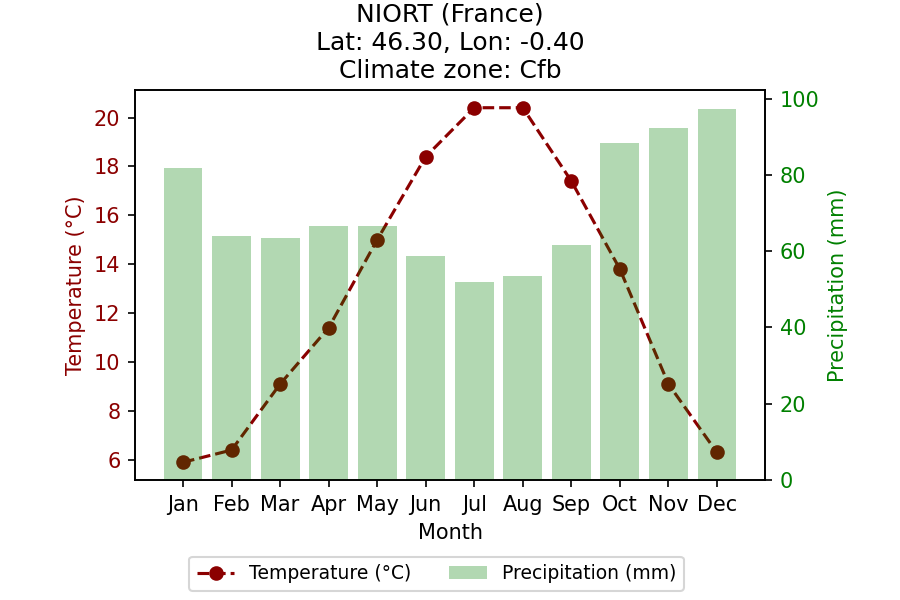 NIORT (France)
Lat: 46.30, Lon: -0.40
Climate zone: Cfb
Temperature (°C)
20
18
16
14
12
10
8
6
100
80
60
40
20
0
Precipitation (mm)
Jan Feb Mar Apr May Jun Jul Aug Sep Oct Nov Dec
Month
Temperature (°C) Precipitation (mm)